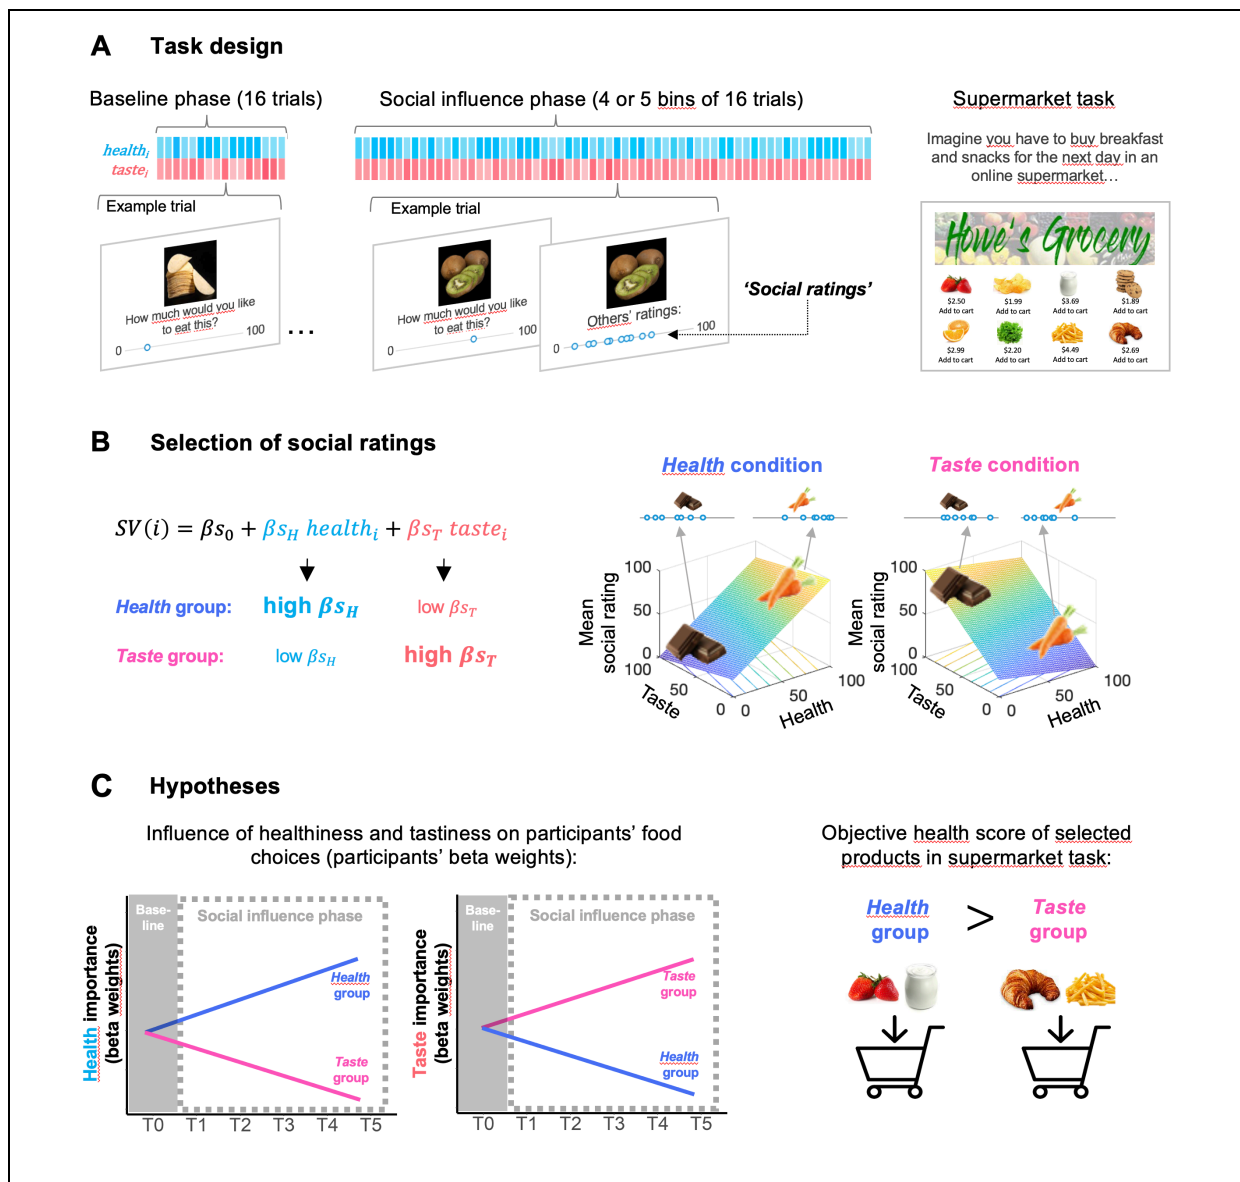 A Task design
Baseline phase (16 trials)
Social influence phase (4 or 5 bins of 16 trials)
Supermarket task
health_i
taste_i
Imagine you have to buy breakfast
and snacks for the next day in an
online supermarket…
Example trial
Example trial
How much would you like
to eat this?
0
100
...
How much would you like
to eat this?
0
100
Others' ratings:
0
100
'Social ratings'
Howe's Grocery
$2.50 $1.99 $3.69 $1.89
Add to cart Add to cart Add to cart Add to cart
$2.99 $2.20 $4.49 $2.69
Add to cart Add to cart Add to cart Add to cart
B Selection of social ratings
Health condition
Taste condition
SV(i) = βs_0 + βs_H health_i + βs_T taste_i
Health group: high βs_H low βs_T
Taste group: low βs_H high βs_T
Mean
social rating
100
50
0
100
50
0
Taste
0
50
100
Health
Mean
social rating
100
50
0
100
50
0
Taste
0
50
100
Health
C Hypotheses
Influence of healthiness and tastiness on participants' food
choices (participants' beta weights):
Objective health score of selected
products in supermarket task:
Health importance
(beta weights)
Base-
line
Social influence phase
Health
group
Taste
group
T0 T1 T2 T3 T4 T5
Taste importance
(beta weights)
Base-
line
Social influence phase
Taste
group
Health
group
T0 T1 T2 T3 T4 T5
Health
group
>
Taste
group